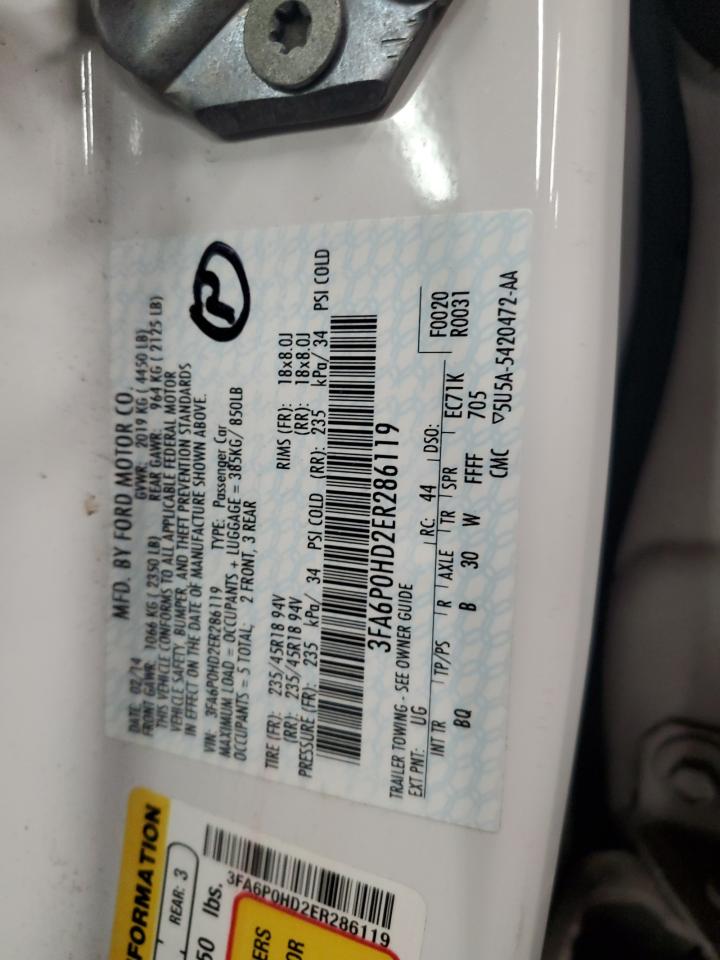 MFD. BY FORD MOTOR CO.
DATE: 02/14 GVWR: 2019 KG ( 4450 LB)
FRONT GAWR: 1066 KG ( 2350 LB) REAR GAWR: 964 KG ( 2125 LB)
THIS VEHICLE CONFORMS TO ALL APPLICABLE FEDERAL MOTOR
VEHICLE SAFETY, BUMPER, AND THEFT PREVENTION STANDARDS
IN EFFECT ON THE DATE OF MANUFACTURE SHOWN ABOVE.
VIN: 3FA6P0HD2ER286119 TYPE: Passenger Car
MAXIMUM LOAD = OCCUPANTS + LUGGAGE = 385KG/ 850LB
OCCUPANTS = 5 TOTAL; 2 FRONT, 3 REAR
P
TIRE (FR): 235/45R18 94V RIMS (FR): 18x8.0J
(RR): 235/45R18 94V (RR): 18x8.0J
PRESSURE (FR): 235 kPa/ 34 PSI COLD (RR): 235 kPa/ 34 PSI COLD
3FA6P0HD2ER286119
TRAILER TOWING - SEE OWNER GUIDE
EXT PNT: UG RC: 44 DSO: F0020
R0031
INT TR TP/PS R AXLE TR SPR EC71K
BQ B 30 W FFFF 705
CMC ▽5U5A-5420472-AA
FORMATION
REAR: 3
50 lbs.
3FA6P0HD2ER286119
ERS
OR